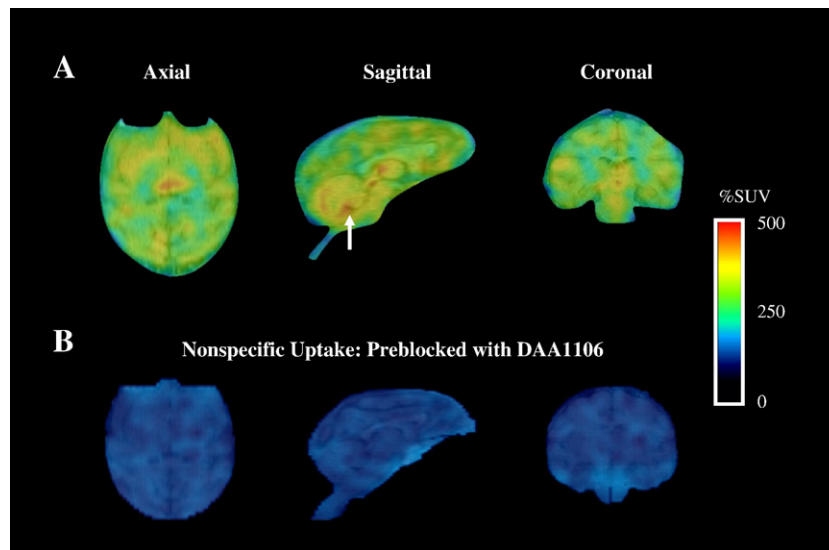 A
Axial
Sagittal
Coronal
%SUV
500
250
0
B
Nonspecific Uptake: Preblocked with DAA1106